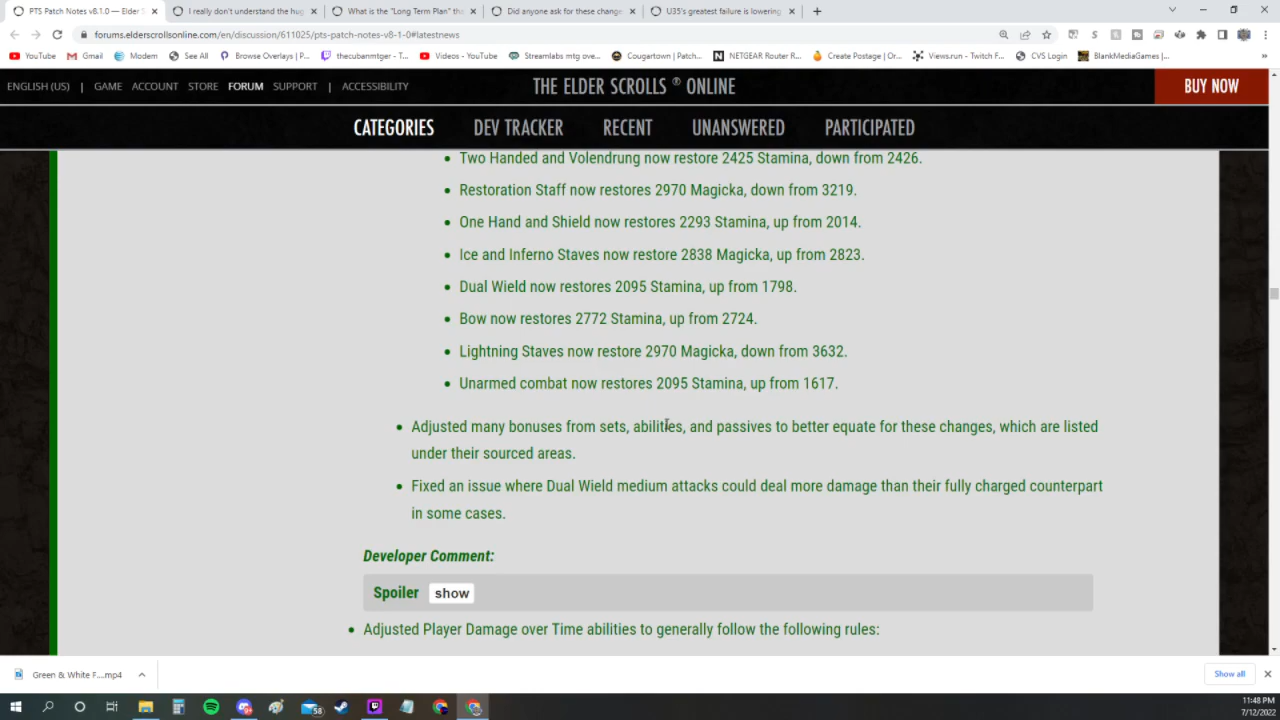 PTS Patch Notes v8.1.0 — Elder S
I really don't understand the hug
What is the "Long Term Plan" th
Did anyone ask for these change
U35's greatest failure is lowering
forums.elderscrollsonline.com/en/discussion/611025/pts-patch-notes-v8-1-0#latestnews
YouTube
Gmail
Modem
See All
Browse Overlays | P...
thecubanmtger - T...
Videos - YouTube
Streamlabs mtg ove...
Cougartown | Patch...
NETGEAR Router R...
Create Postage | Or...
Views.run - Twitch F...
CVS Login
BlankMediaGames |...
ENGLISH (US)
GAME
ACCOUNT
STORE
FORUM
SUPPORT
ACCESSIBILITY
THE ELDER SCROLLS ® ONLINE
BUY NOW
CATEGORIES
DEV TRACKER
RECENT
UNANSWERED
PARTICIPATED
Two Handed and Volendrung now restore 2425 Stamina, down from 2426.
Restoration Staff now restores 2970 Magicka, down from 3219.
One Hand and Shield now restores 2293 Stamina, up from 2014.
Ice and Inferno Staves now restore 2838 Magicka, up from 2823.
Dual Wield now restores 2095 Stamina, up from 1798.
Bow now restores 2772 Stamina, up from 2724.
Lightning Staves now restore 2970 Magicka, down from 3632.
Unarmed combat now restores 2095 Stamina, up from 1617.
Adjusted many bonuses from sets, abilities, and passives to better equate for these changes, which are listed
under their sourced areas.
Fixed an issue where Dual Wield medium attacks could deal more damage than their fully charged counterpart
in some cases.
Developer Comment:
Spoiler show
Adjusted Player Damage over Time abilities to generally follow the following rules:
Green & White F....mp4
Show all
58
11:48 PM
7/12/2022